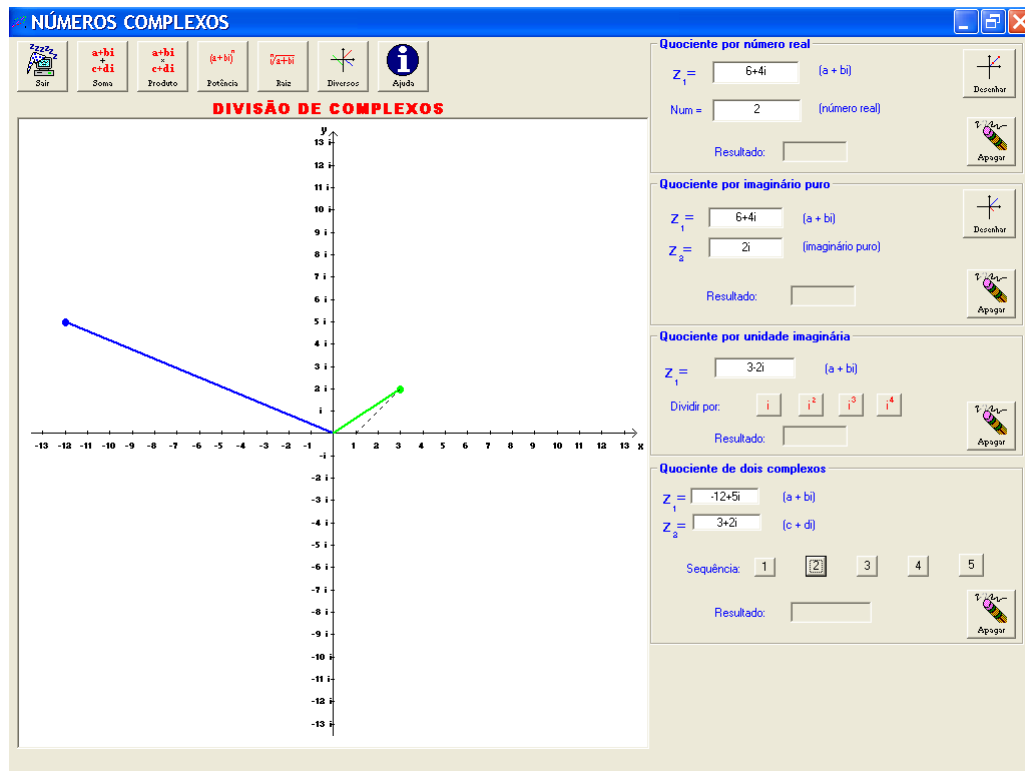 NÚMEROS COMPLEXOS
zzzzz
Sair
a+bi
+
c+di
Soma
a+bi
×
c+di
Produto
(a+bi)ⁿ
Potência
ⁿ√a+bi
Raiz
Diversos
i
Ajuda
DIVISÃO DE COMPLEXOS
y
13 i
12 i
11 i
10 i
9 i
8 i
7 i
6 i
5 i
4 i
3 i
2 i
i
-13 -12 -11 -10 -9 -8 -7 -6 -5 -4 -3 -2 -1 0 1 2 3 4 5 6 7 8 9 10 11 12 13 x
-i
-2 i
-3 i
-4 i
-5 i
-6 i
-7 i
-8 i
-9 i
-10 i
-11 i
-12 i
-13 i
Quociente por número real
Z₁= 6+4i (a + bi)
Desenhar
Num = 2 (número real)
Resultado:
Apagar
Quociente por imaginário puro
Z₁= 6+4i (a + bi)
Desenhar
Z₂= 2i (imaginário puro)
Resultado:
Apagar
Quociente por unidade imaginária
Z₁= 3-2i (a + bi)
Dividir por: i i² i³ i⁴
Resultado:
Apagar
Quociente de dois complexos
Z₁= -12+5i (a + bi)
Z₂= 3+2i (c + di)
Sequência: 1 2 3 4 5
Resultado:
Apagar